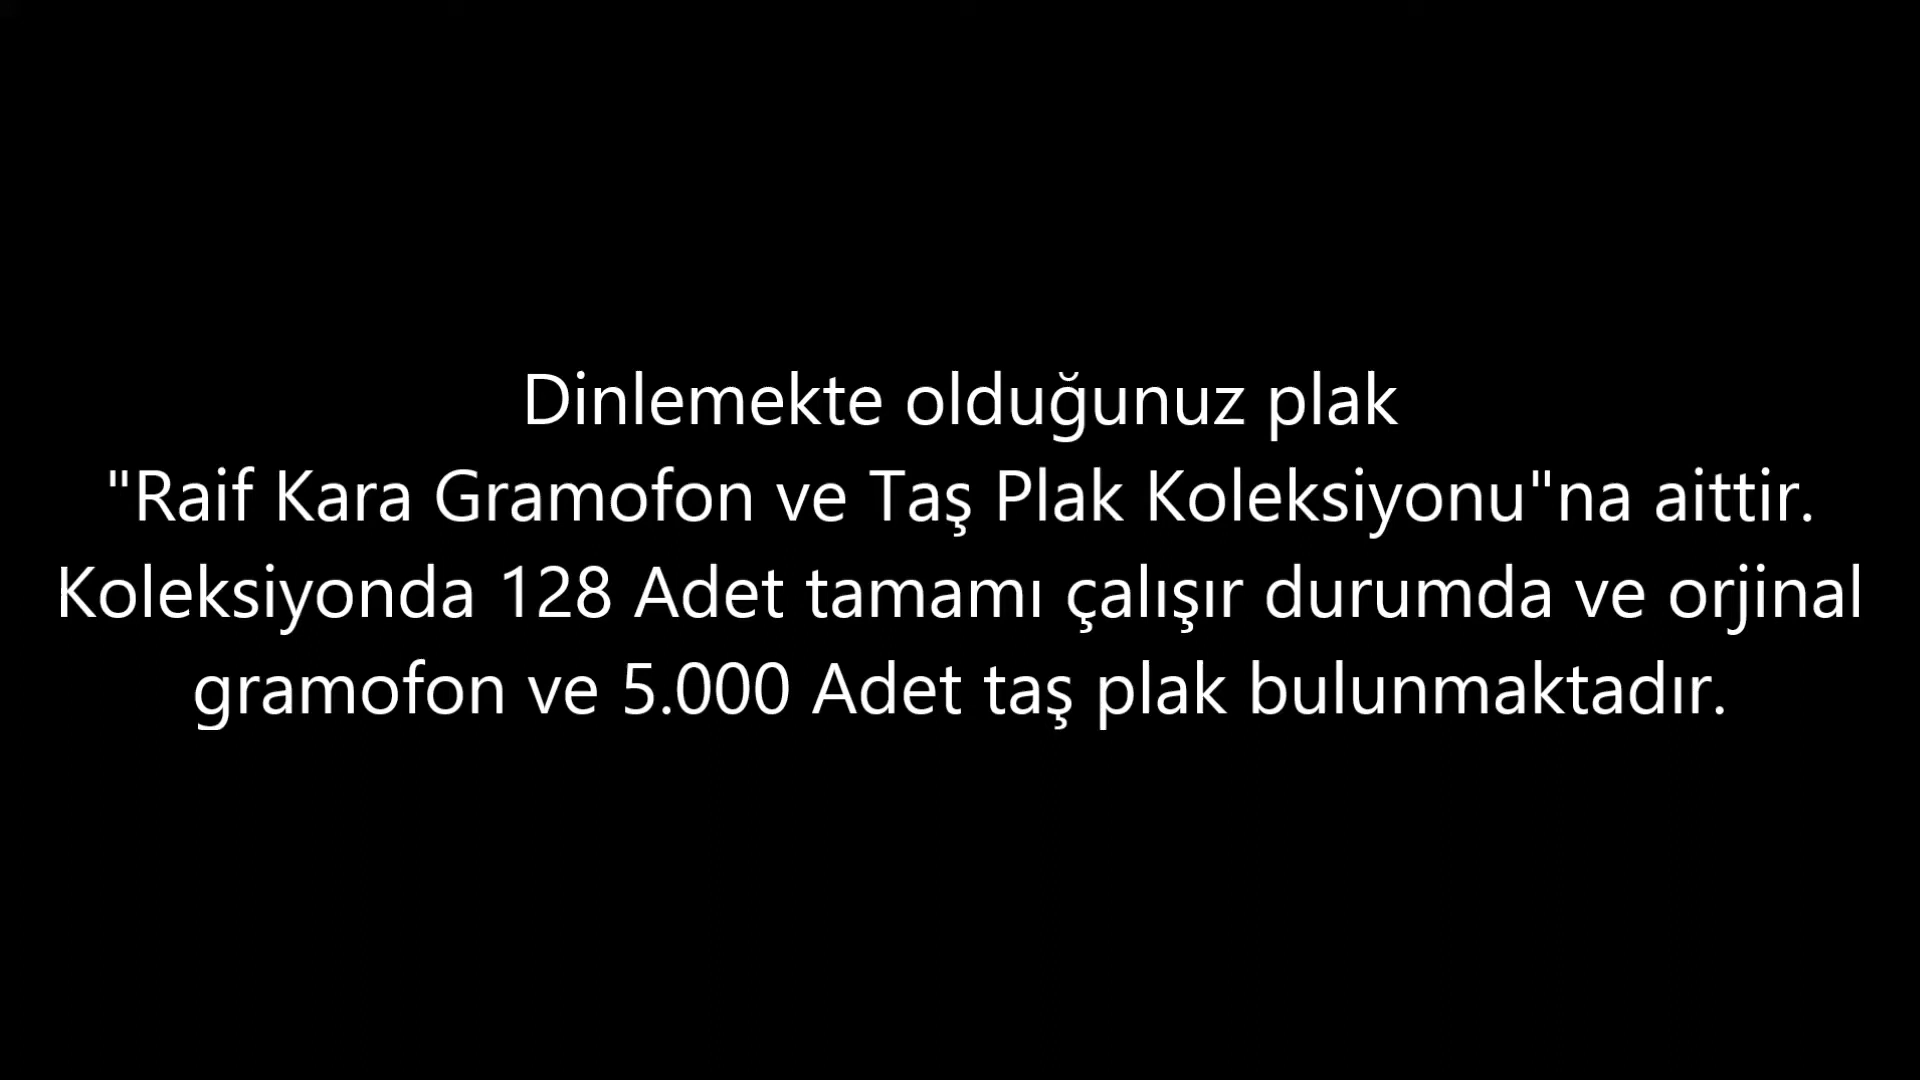 Dinlemekte olduğunuz plak
"Raif Kara Gramofon ve Taş Plak Koleksiyonu"na aittir.
Koleksiyonda 128 Adet tamamı çalışır durumda ve orjinal
gramofon ve 5.000 Adet taş plak bulunmaktadır.